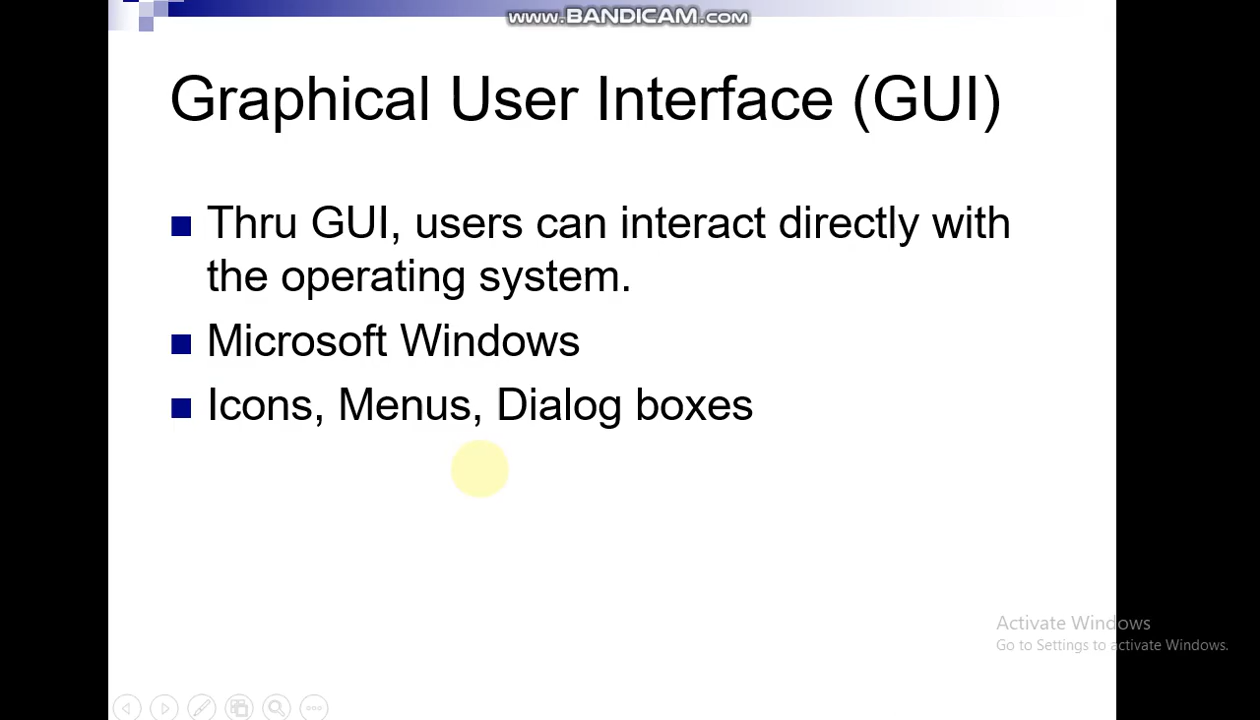 www.BANDICAM.com
Graphical User Interface (GUI)
Thru GUI, users can interact directly with
the operating system.
Microsoft Windows
Icons, Menus, Dialog boxes
Activate Windows
Go to Settings to activate Windows.